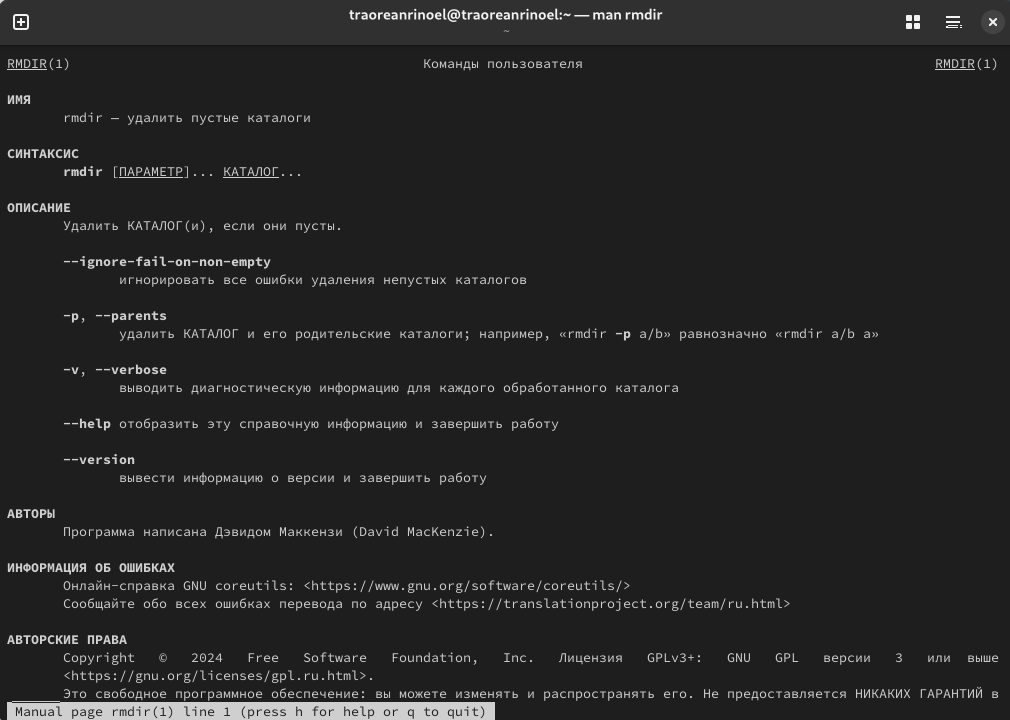 traoreanrinoel@traoreanrinoel:~ — man rmdir
~
RMDIR(1) Команды пользователя RMDIR(1)
ИМЯ
rmdir — удалить пустые каталоги
СИНТАКСИС
rmdir [ПАРАМЕТР]... КАТАЛОГ...
ОПИСАНИЕ
Удалить КАТАЛОГ(и), если они пусты.
--ignore-fail-on-non-empty
игнорировать все ошибки удаления непустых каталогов
-p, --parents
удалить КАТАЛОГ и его родительские каталоги; например, «rmdir -p a/b» равнозначно «rmdir a/b a»
-v, --verbose
выводить диагностическую информацию для каждого обработанного каталога
--help отобразить эту справочную информацию и завершить работу
--version
вывести информацию о версии и завершить работу
АВТОРЫ
Программа написана Дэвидом Маккензи (David MacKenzie).
ИНФОРМАЦИЯ ОБ ОШИБКАХ
Онлайн-справка GNU coreutils: <https://www.gnu.org/software/coreutils/>
Сообщайте обо всех ошибках перевода по адресу <https://translationproject.org/team/ru.html>
АВТОРСКИЕ ПРАВА
Copyright © 2024 Free Software Foundation, Inc. Лицензия GPLv3+: GNU GPL версии 3 или выше
<https://gnu.org/licenses/gpl.ru.html>.
Это свободное программное обеспечение: вы можете изменять и распространять его. Не предоставляется НИКАКИХ ГАРАНТИЙ в
Manual page rmdir(1) line 1 (press h for help or q to quit)